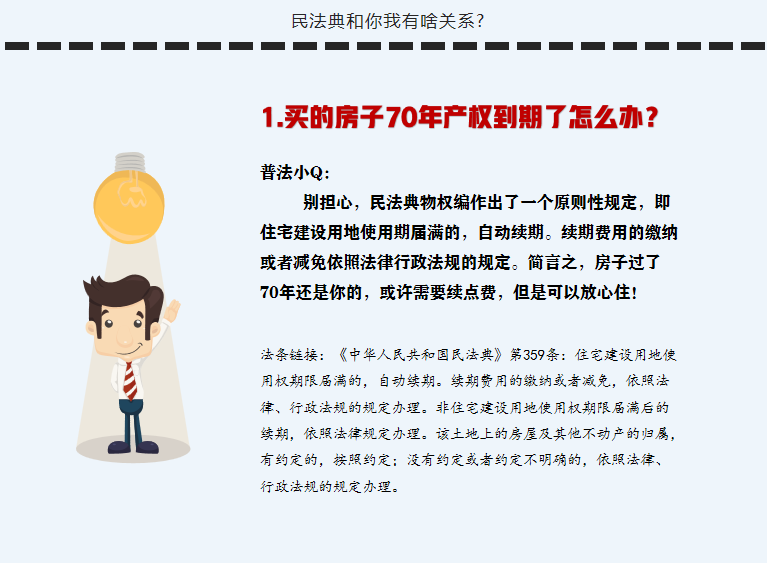 民法典和你我有啥关系?
1.买的房子70年产权到期了怎么办?
普法小Q:
别担心，民法典物权编作出了一个原则性规定，即
住宅建设用地使用期届满的，自动续期。续期费用的缴纳
或者减免依照法律行政法规的规定。简言之，房子过了
70年还是你的，或许需要续点费，但是可以放心住!
法条链接：《中华人民共和国民法典》第359条：住宅建设用地使
用权期限届满的，自动续期。续期费用的缴纳或者减免，依照法
律、行政法规的规定办理。非住宅建设用地使用权期限届满后的
续期，依照法律规定办理。该土地上的房屋及其他不动产的归属，
有约定的，按照约定；没有约定或者约定不明确的，依照法律、
行政法规的规定办理。